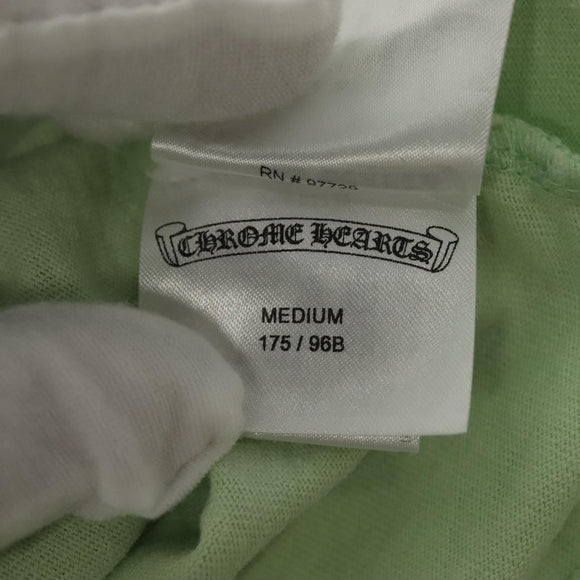 RN #
CHROME HEARTS
MEDIUM
175 / 96B